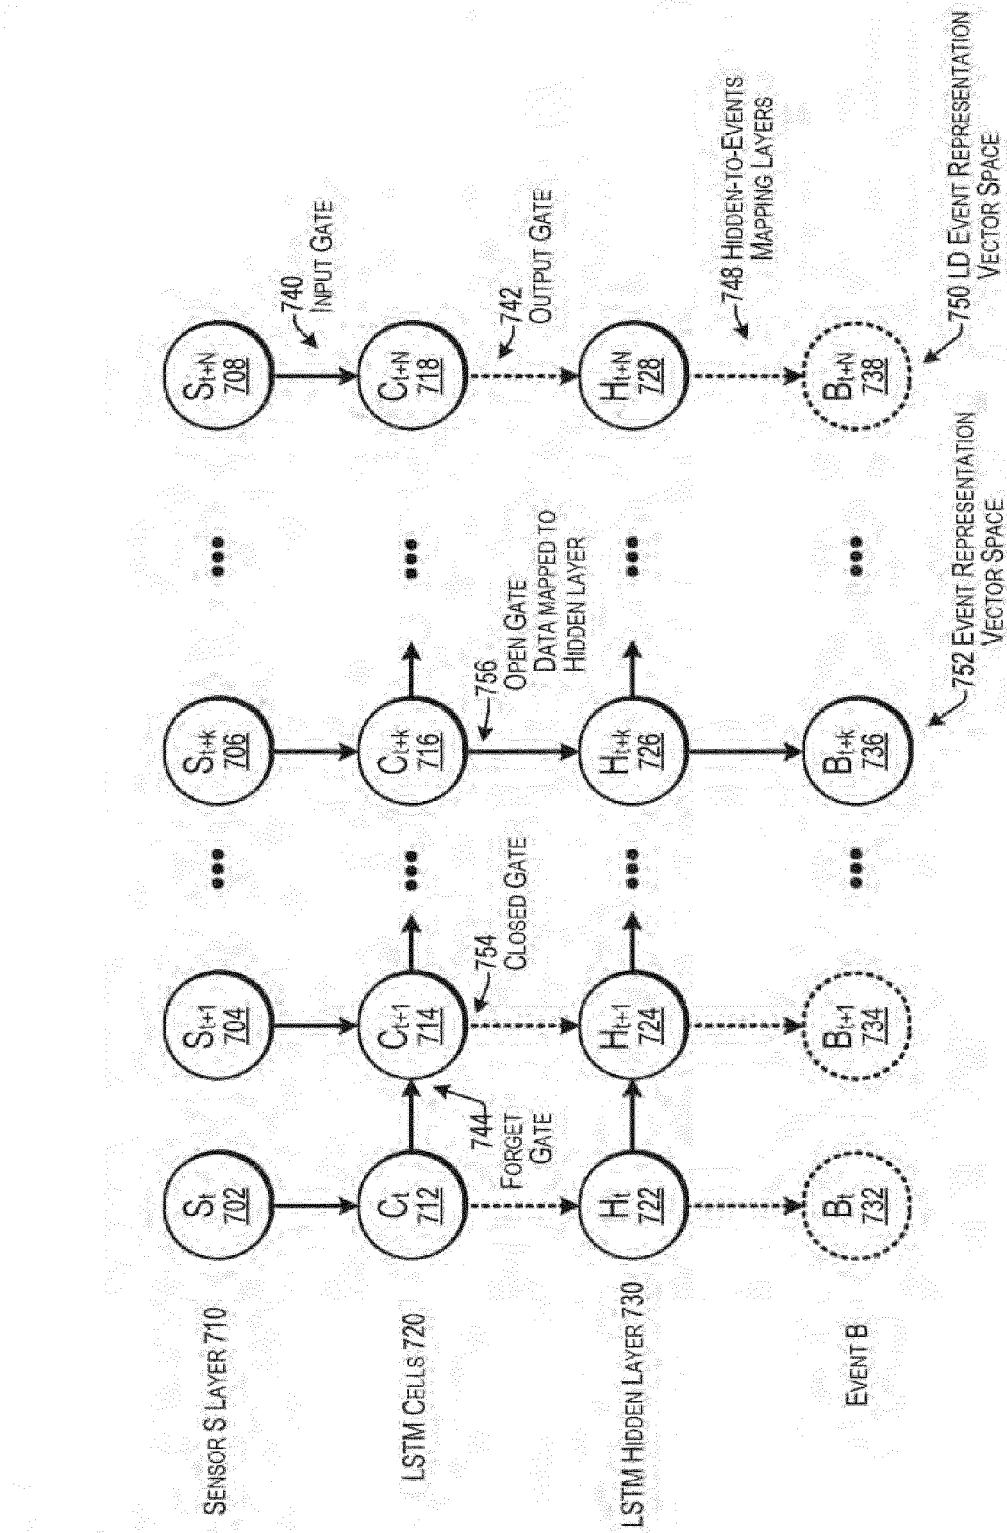 SENSOR S LAYER 710
St
702
St+1
704
St+k
706
St+N
708
740
INPUT GATE
LSTM CELLS 720
Ct
712
Ct+1
714
Ct+k
716
Ct+N
718
744
FORGET
GATE
754
CLOSED GATE
756
OPEN GATE
DATA MAPPED TO
HIDDEN LAYER
742
OUTPUT GATE
LSTM HIDDEN LAYER 730
Ht
722
Ht+1
724
Ht+k
726
Ht+N
728
748 HIDDEN-TO-EVENTS
MAPPING LAYERS
EVENT B
Bt
732
Bt+1
734
Bt+k
736
Bt+N
738
752 EVENT REPRESENTATION
VECTOR SPACE
750 LD EVENT REPRESENTATION
VECTOR SPACE